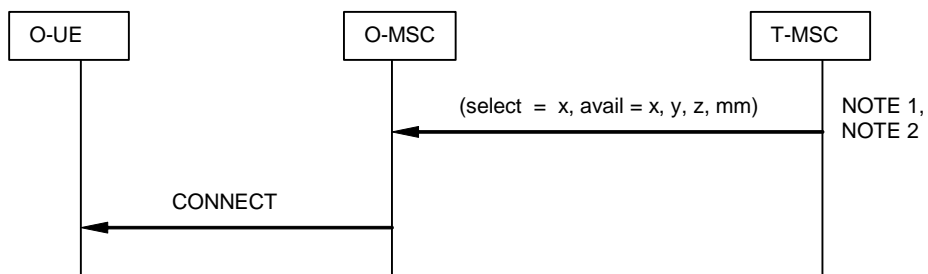 O-UE
O-MSC
T-MSC
(select = x, avail = x, y, z, mm)
NOTE 1,
NOTE 2
CONNECT